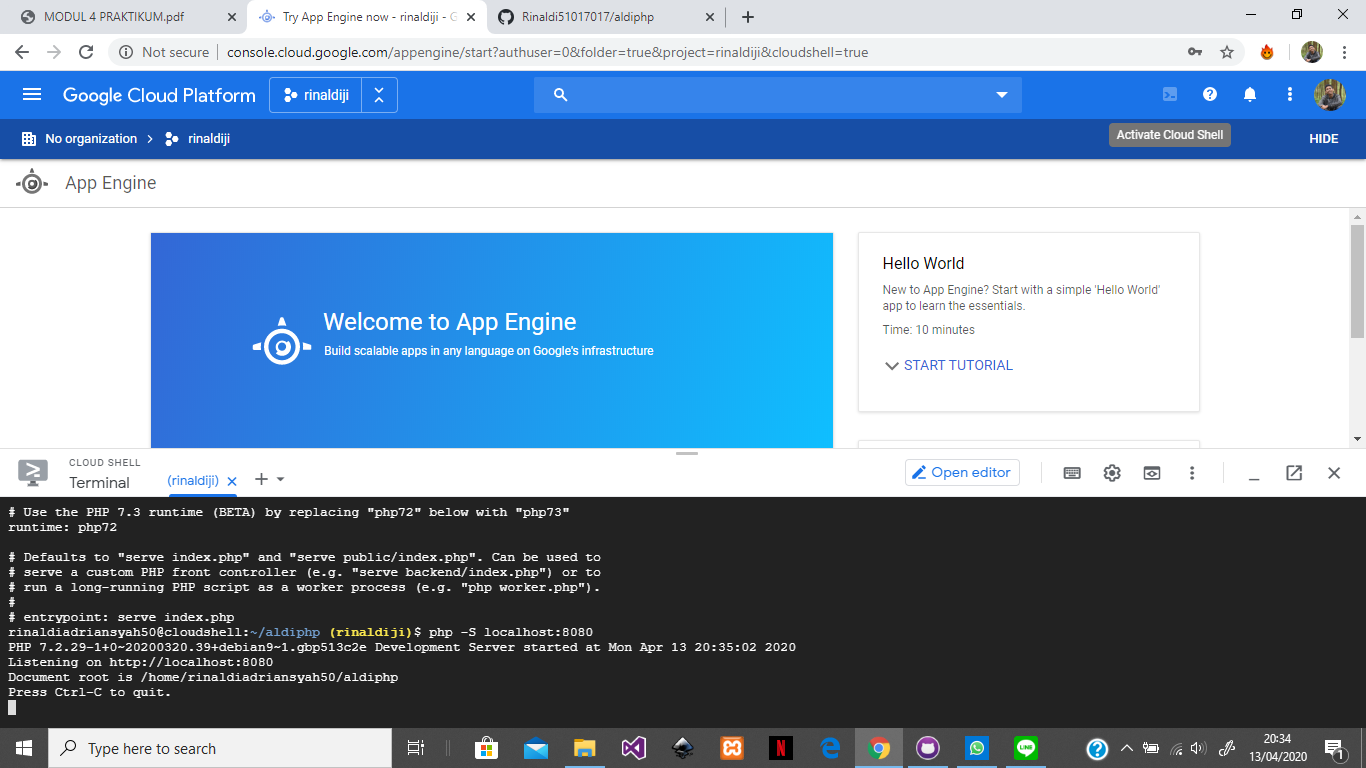 MODUL 4 PRAKTIKUM.pdf
Try App Engine now - rinaldiji - G
Rinaldi51017017/aldiphp
Not secure
console.cloud.google.com/appengine/start?authuser=0&folder=true&project=rinaldiji&cloudshell=true
Google Cloud Platform
rinaldiji
No organization
rinaldiji
Activate Cloud Shell
HIDE
App Engine
Welcome to App Engine
Build scalable apps in any language on Google's infrastructure
Hello World
New to App Engine? Start with a simple 'Hello World'
app to learn the essentials.
Time: 10 minutes
START TUTORIAL
CLOUD SHELL
Terminal
(rinaldiji)
Open editor
# Use the PHP 7.3 runtime (BETA) by replacing "php72" below with "php73"
runtime: php72
# Defaults to "serve index.php" and "serve public/index.php". Can be used to
# serve a custom PHP front controller (e.g. "serve backend/index.php") or to
# run a long-running PHP script as a worker process (e.g. "php worker.php").
#
# entrypoint: serve index.php
rinaldiadriansyah50@cloudshell:~/aldiphp (rinaldiji)$ php -S localhost:8080
PHP 7.2.29-1+0~20200320.39+debian9~1.gbp513c2e Development Server started at Mon Apr 13 20:35:02 2020
Listening on http://localhost:8080
Document root is /home/rinaldiadriansyah50/aldiphp
Press Ctrl-C to quit.
Type here to search
20:34
13/04/2020
1